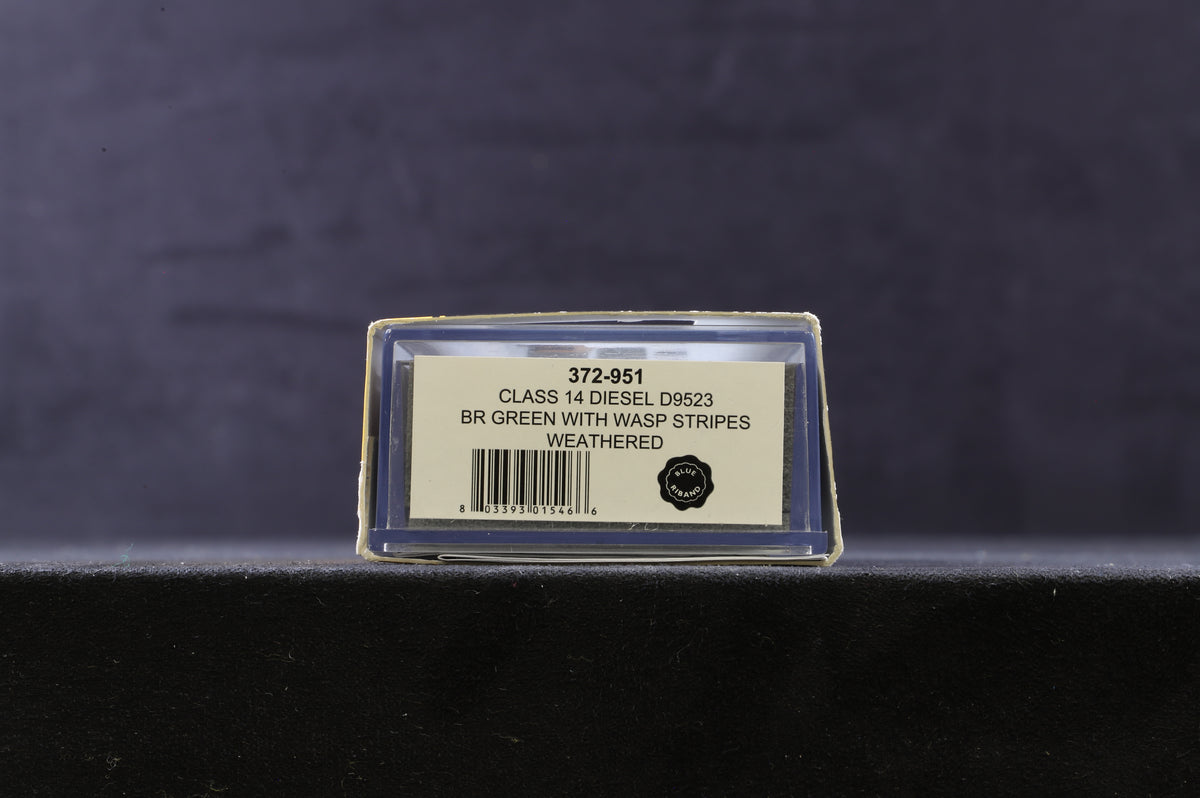 372-951
CLASS 14 DIESEL D9523
BR GREEN WITH WASP STRIPES
WEATHERED
BLUE
RIBAND
8 03393 01546 6